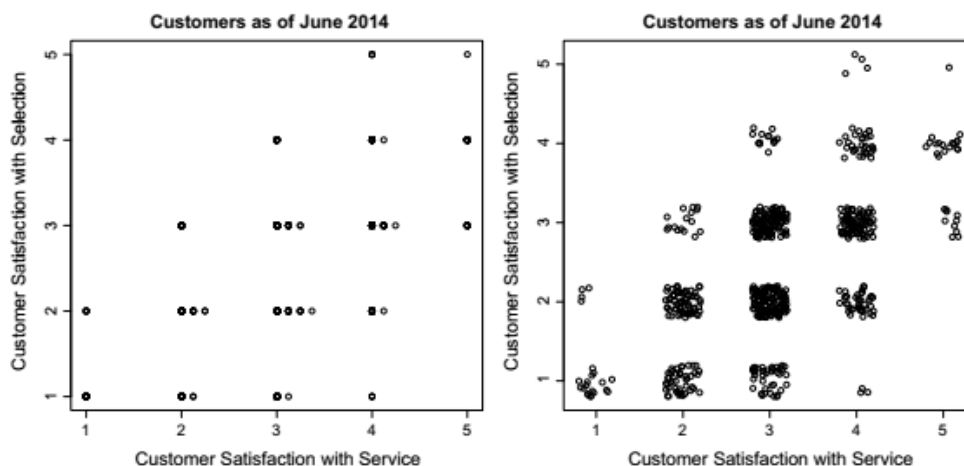 Customers as of June 2014
Customer Satisfaction with Selection
5
4
3
2
1
1 2 3 4 5
Customer Satisfaction with Service
Customers as of June 2014
Customer Satisfaction with Selection
5
4
3
2
1
1 2 3 4 5
Customer Satisfaction with Service